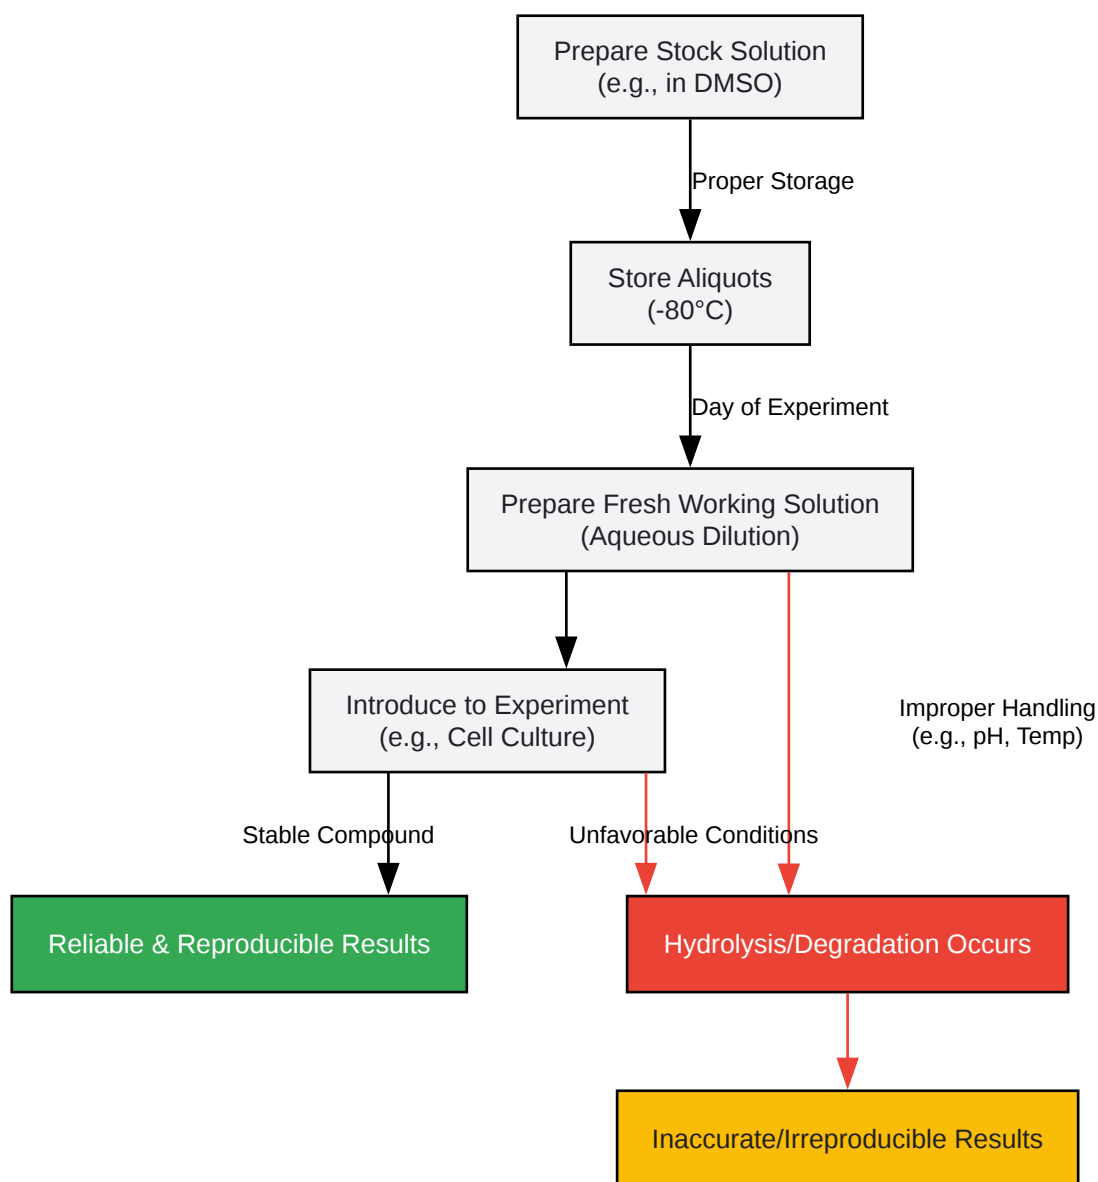 Prepare Stock Solution
(e.g., in DMSO)
Proper Storage
Store Aliquots
(-80°C)
Day of Experiment
Prepare Fresh Working Solution
(Aqueous Dilution)
Introduce to Experiment
(e.g., Cell Culture)
Improper Handling
(e.g., pH, Temp)
Stable Compound
Unfavorable Conditions
Reliable & Reproducible Results
Hydrolysis/Degradation Occurs
Inaccurate/Irreproducible Results